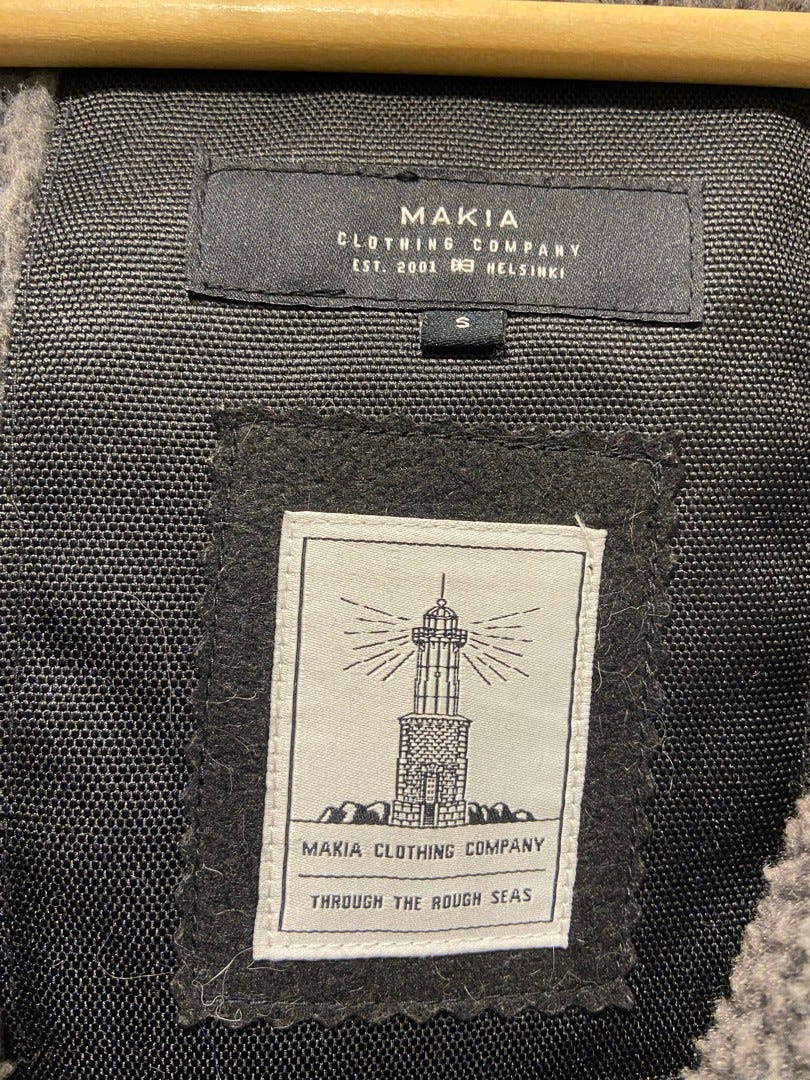 MAKIA
CLOTHING COMPANY
EST. 2001 HELSINKI
S
MAKIA CLOTHING COMPANY
THROUGH THE ROUGH SEAS